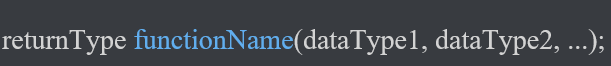 returnType functionName(dataType1, dataType2, ...);